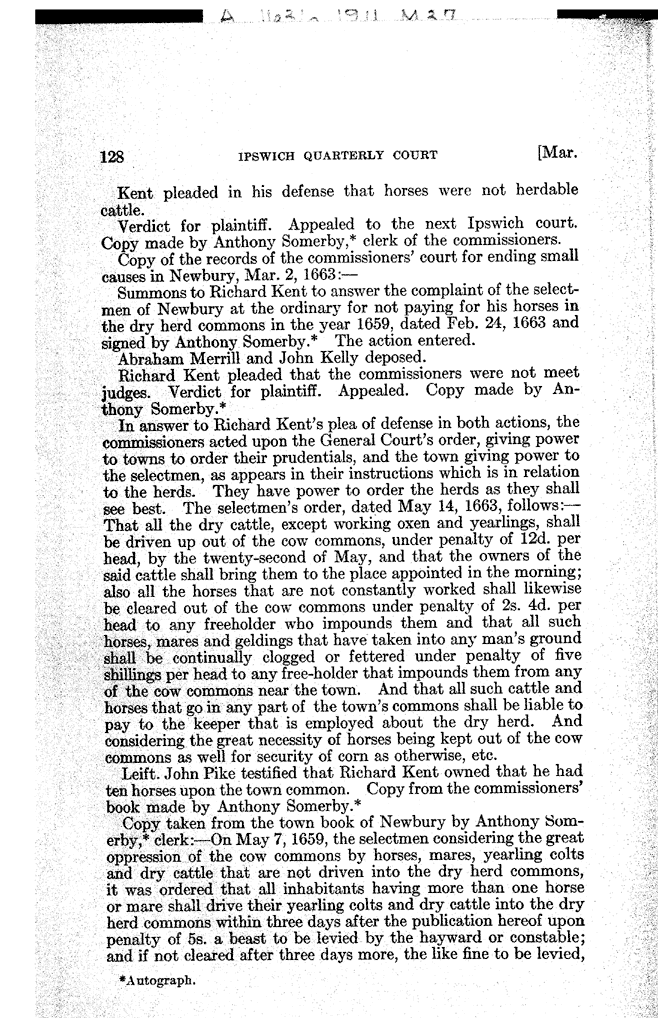 128 IPSWICH QUARTERLY COURT [Mar.
Kent pleaded in his defense that horses were not herdable
cattle.
Verdict for plaintiff. Appealed to the next Ipswich court.
Copy made by Anthony Somerby,* clerk of the commissioners.
Copy of the records of the commissioners' court for ending small
causes in Newbury, Mar. 2, 1663:—
Summons to Richard Kent to answer the complaint of the select-
men of Newbury at the ordinary for not paying for his horses in
the dry herd commons in the year 1659, dated Feb. 24, 1663 and
signed by Anthony Somerby.* The action entered.
Abraham Merrill and John Kelly deposed.
Richard Kent pleaded that the commissioners were not meet
judges. Verdict for plaintiff. Appealed. Copy made by An-
thony Somerby.*
In answer to Richard Kent's plea of defense in both actions, the
commissioners acted upon the General Court's order, giving power
to towns to order their prudentials, and the town giving power to
the selectmen, as appears in their instructions which is in relation
to the herds. They have power to order the herds as they shall
see best. The selectmen's order, dated May 14, 1663, follows:—
That all the dry cattle, except working oxen and yearlings, shall
be driven up out of the cow commons, under penalty of 12d. per
head, by the twenty-second of May, and that the owners of the
said cattle shall bring them to the place appointed in the morning;
also all the horses that are not constantly worked shall likewise
be cleared out of the cow commons under penalty of 2s. 4d. per
head to any freeholder who impounds them and that all such
horses, mares and geldings that have taken into any man's ground
shall be continually clogged or fettered under penalty of five
shillings per head to any free-holder that impounds them from any
of the cow commons near the town. And that all such cattle and
horses that go in any part of the town's commons shall be liable to
pay to the keeper that is employed about the dry herd. And
considering the great necessity of horses being kept out of the cow
commons as well for security of corn as otherwise, etc.
Leift. John Pike testified that Richard Kent owned that he had
ten horses upon the town common. Copy from the commissioners'
book made by Anthony Somerby.*
Copy taken from the town book of Newbury by Anthony Som-
erby,* clerk:—On May 7, 1659, the selectmen considering the great
oppression of the cow commons by horses, mares, yearling colts
and dry cattle that are not driven into the dry herd commons,
it was ordered that all inhabitants having more than one horse
or mare shall drive their yearling colts and dry cattle into the dry
herd commons within three days after the publication hereof upon
penalty of 5s. a beast to be levied by the hayward or constable;
and if not cleared after three days more, the like fine to be levied,
*Autograph.